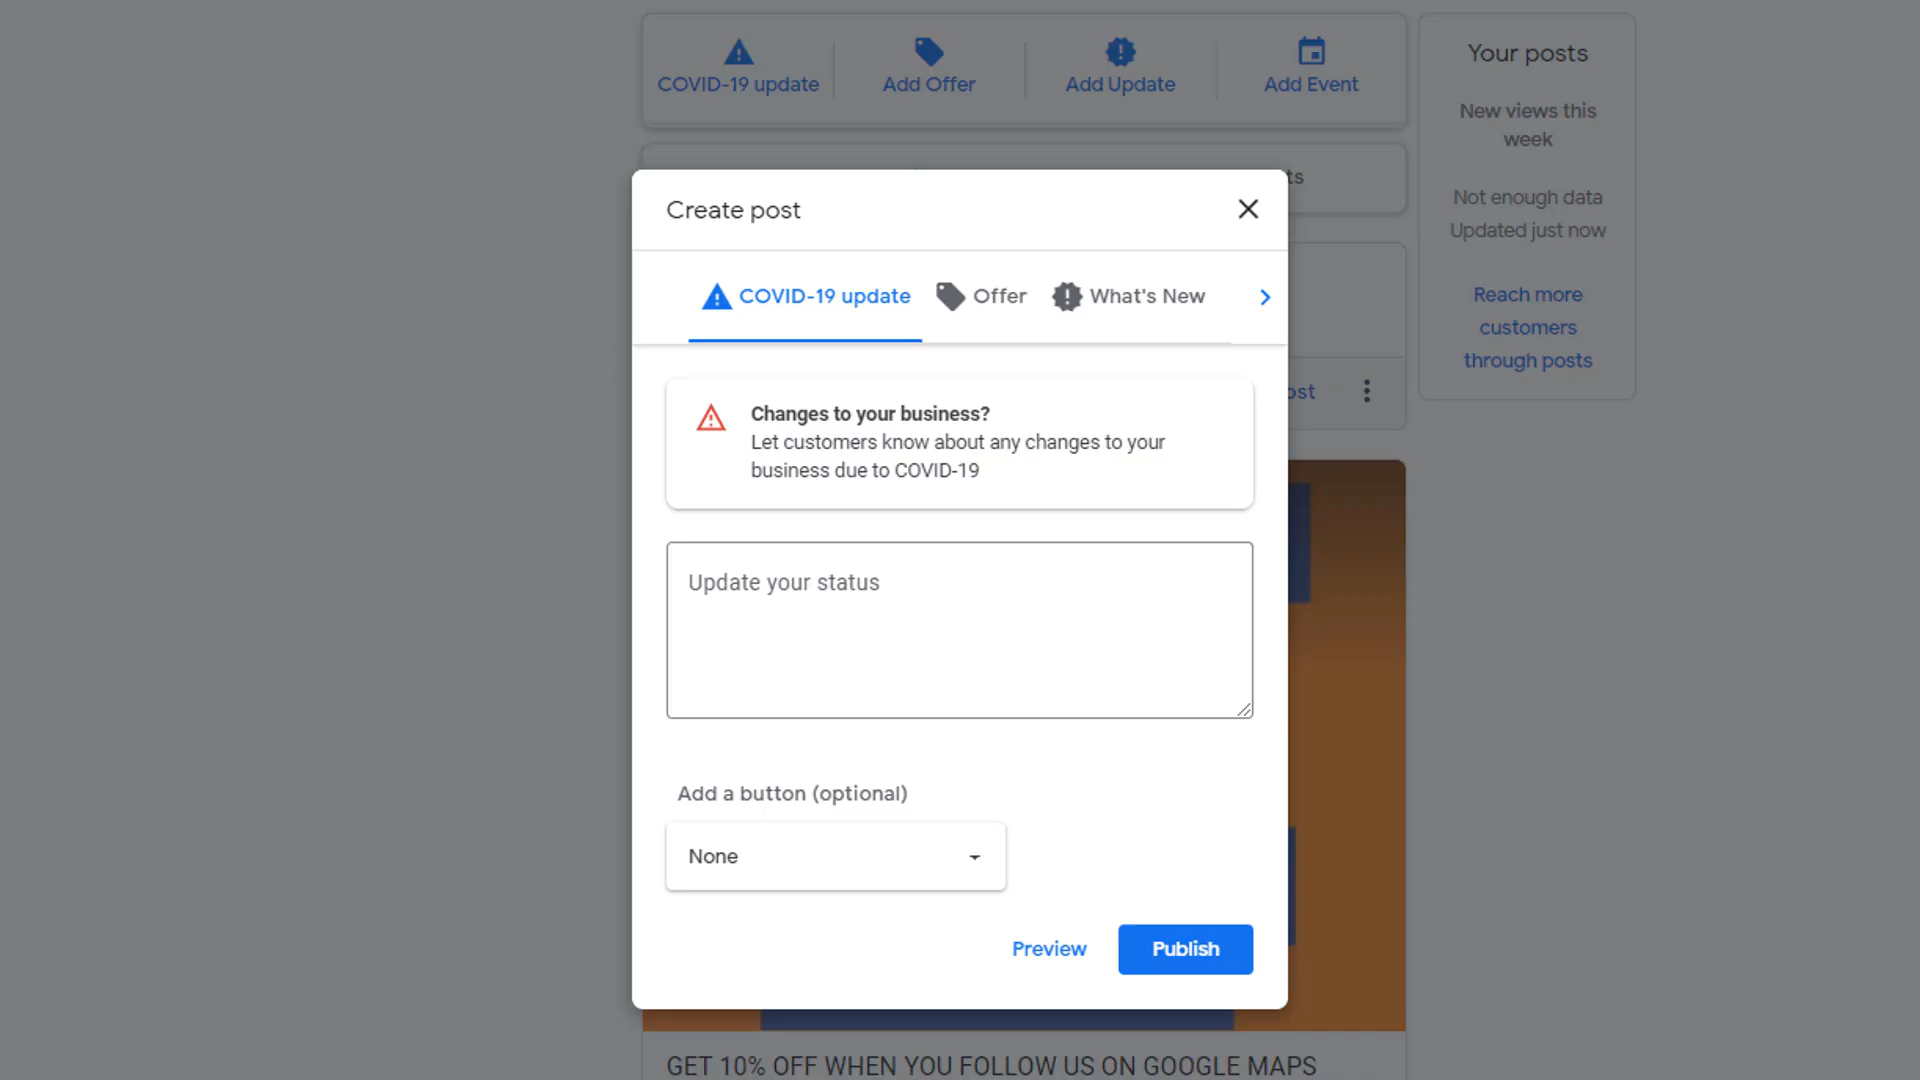 COVID-19 update
Add Offer
Add Update
Add Event
Your posts
New views this
week
Not enough data
Updated just now
Reach more
customers
through posts
ts
Create post
COVID-19 update
Offer
What's New
Changes to your business?
Let customers know about any changes to your
business due to COVID-19
ost
Update your status
Add a button (optional)
None
Preview
Publish
GET 10% OFF WHEN YOU FOLLOW US ON GOOGLE MAPS